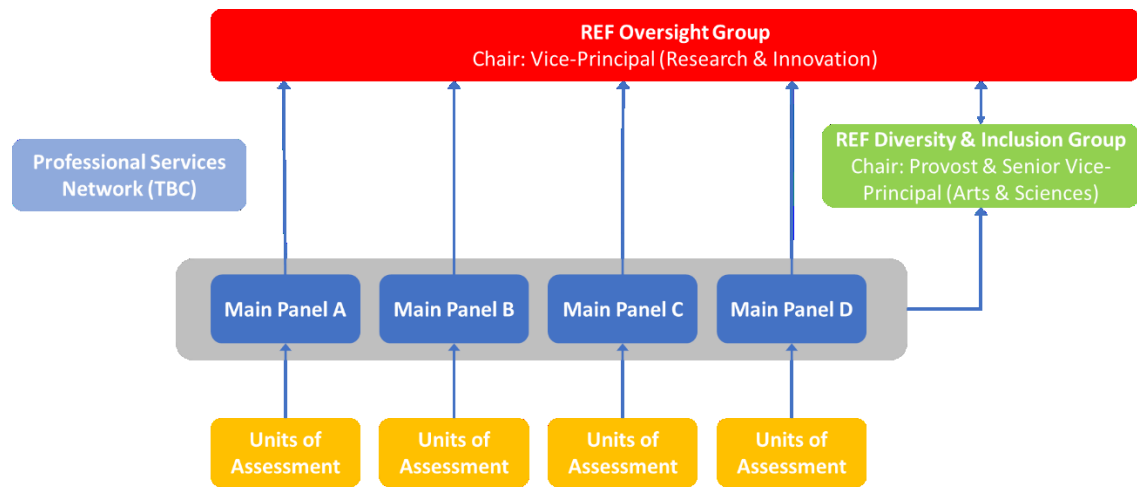 REF Oversight Group
Chair: Vice-Principal (Research & Innovation)
Professional Services
Network (TBC)
REF Diversity & Inclusion Group
Chair: Provost & Senior Vice-
Principal (Arts & Sciences)
Main Panel A
Main Panel B
Main Panel C
Main Panel D
Units of
Assessment
Units of
Assessment
Units of
Assessment
Units of
Assessment